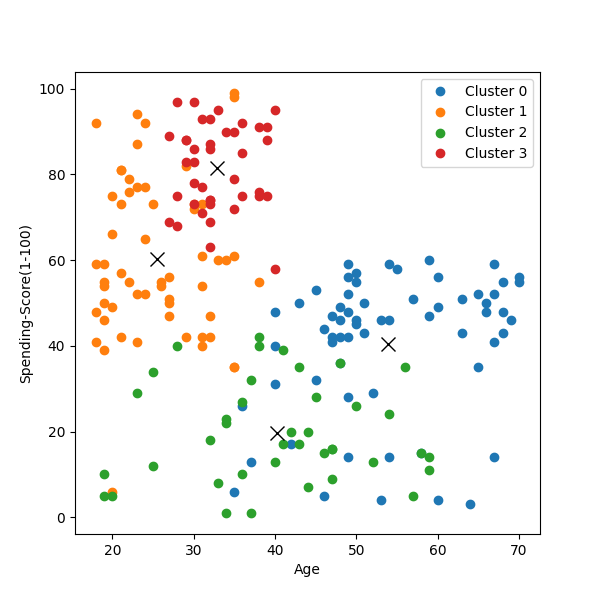 Cluster 0
Cluster 1
Cluster 2
Cluster 3
100
80
60
40
20
0
Spending-Score(1-100)
20 30 40 50 60 70
Age